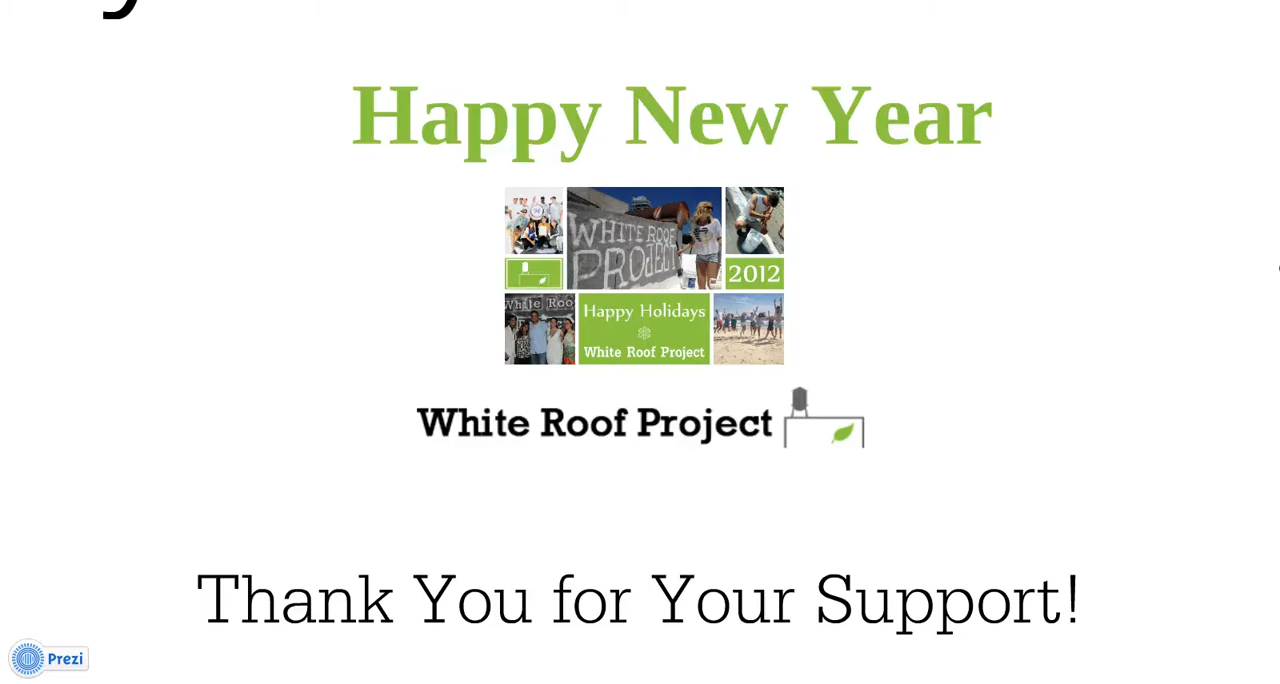 Happy New Year
WHITE ROOF
PROJECT
2012
White Roo
Happy Holidays
White Roof Project
White Roof Project
Thank You for Your Support!
Prezi